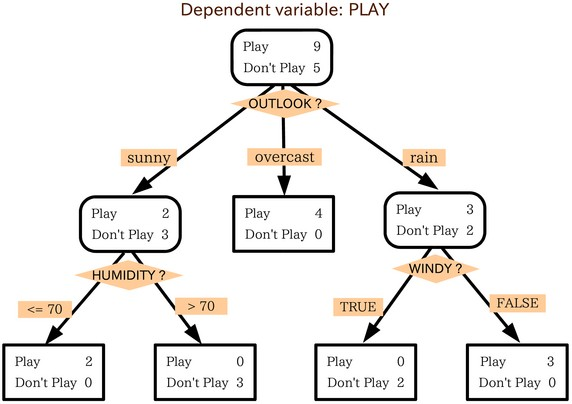 Dependent variable: PLAY
Play 9
Don't Play 5
OUTLOOK ?
sunny
overcast
rain
Play 2
Don't Play 3
Play 4
Don't Play 0
Play 3
Don't Play 2
HUMIDITY ?
WINDY ?
<= 70
> 70
TRUE
FALSE
Play 2
Don't Play 0
Play 0
Don't Play 3
Play 0
Don't Play 2
Play 3
Don't Play 0